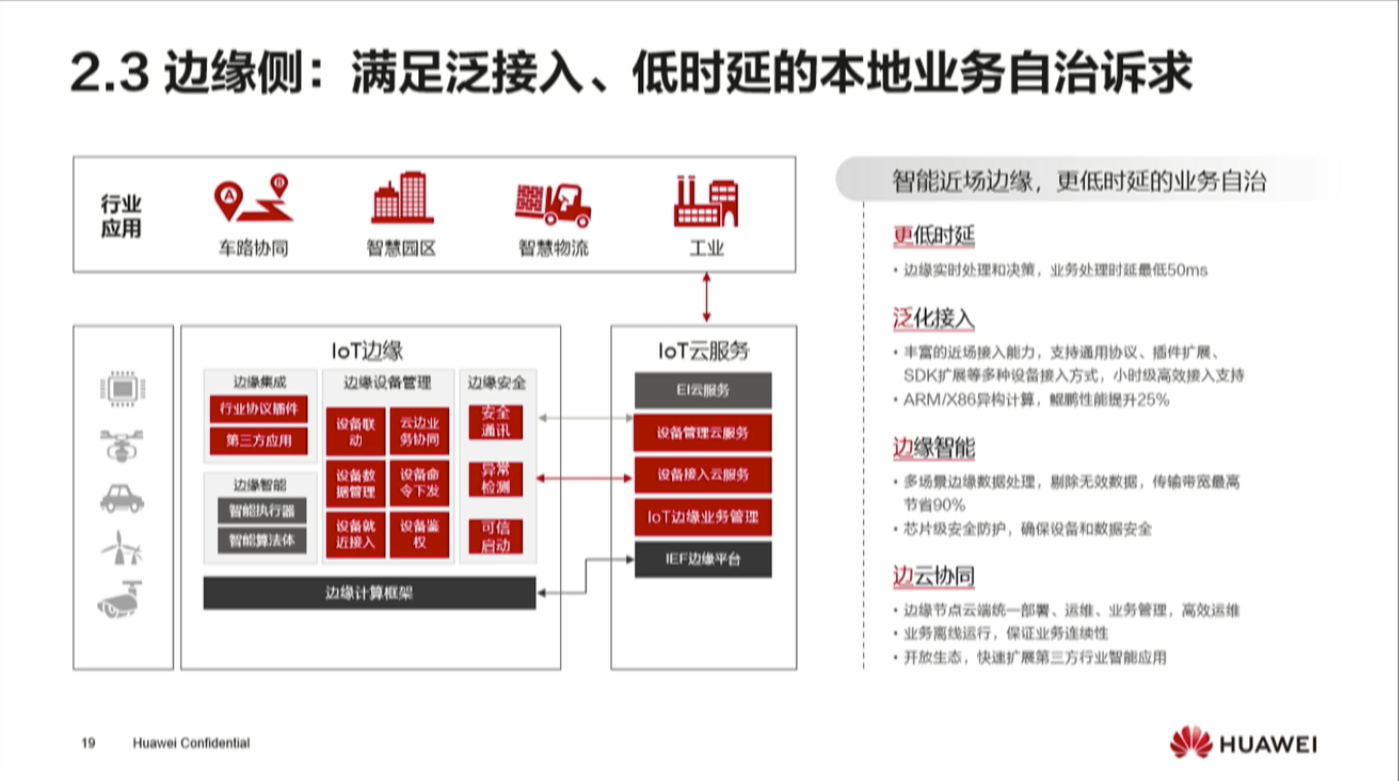 2.3 边缘侧：满足泛接入、低时延的本地业务自治诉求
行业
应用
车路协同
智慧园区
智慧物流
工业
IoT边缘
边缘集成
行业协议插件
第三方应用
边缘智能
智能执行器
智能算法体
边缘设备管理
设备联
动
云边业
务协同
设备数
据管理
设备命
令下发
设备就
近接入
设备鉴
权
边缘安全
安全
通讯
异常
检测
可信
启动
边缘计算框架
IoT云服务
EI云服务
设备管理云服务
设备接入云服务
IoT边缘业务管理
IEF边缘平台
智能近场边缘，更低时延的业务自治
更低时延
• 边缘实时处理和决策，业务处理时延最低50ms
泛化接入
• 丰富的近场接入能力，支持通用协议、插件扩展、
SDK扩展等多种设备接入方式，小时级高效接入支持
• ARM/X86异构计算，鲲鹏性能提升25%
边缘智能
• 多场景边缘数据处理，剔除无效数据，传输带宽最高
节省90%
• 芯片级安全防护，确保设备和数据安全
边云协同
• 边缘节点云端统一部署、运维、业务管理，高效运维
• 业务离线运行，保证业务连续性
• 开放生态，快速扩展第三方行业智能应用
19
Huawei Confidential
HUAWEI